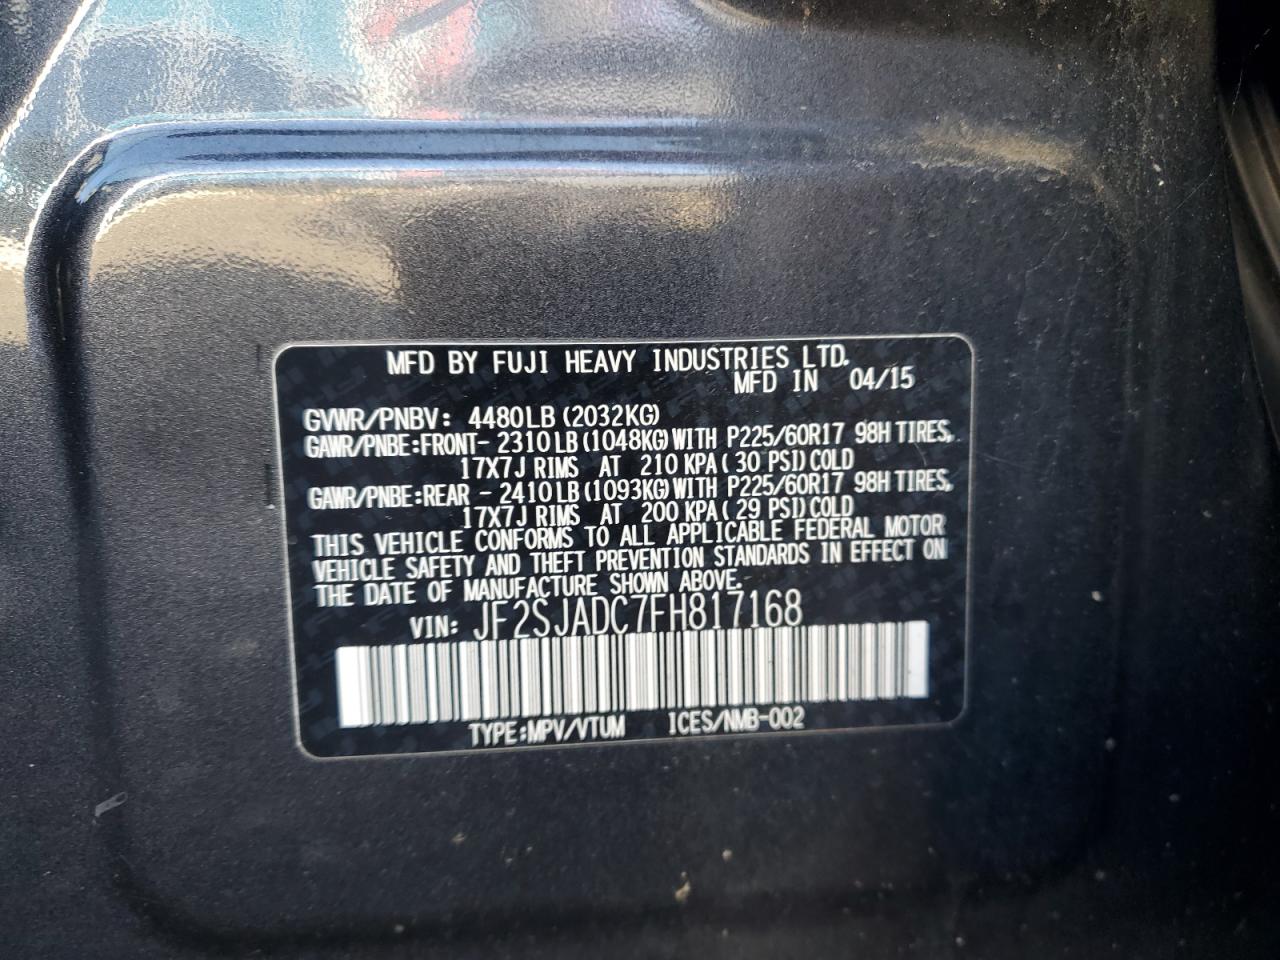 MFD BY FUJI HEAVY INDUSTRIES LTD.
MFD IN 04/15
GVWR/PNBV: 4480LB (2032KG)
GAWR/PNBE:FRONT- 2310LB (1048KG) WITH P225/60R17 98H TIRES,
17X7J RIMS AT 210 KPA (30 PSI) COLD
GAWR/PNBE:REAR - 2410LB (1093KG) WITH P225/60R17 98H TIRES,
17X7J RIMS AT 200 KPA (29 PSI) COLD
THIS VEHICLE CONFORMS TO ALL APPLICABLE FEDERAL MOTOR
VEHICLE SAFETY AND THEFT PREVENTION STANDARDS IN EFFECT ON
THE DATE OF MANUFACTURE SHOWN ABOVE.
VIN: JF2SJADC7FH817168
TYPE:MPV/VTUM ICES/NMB-002